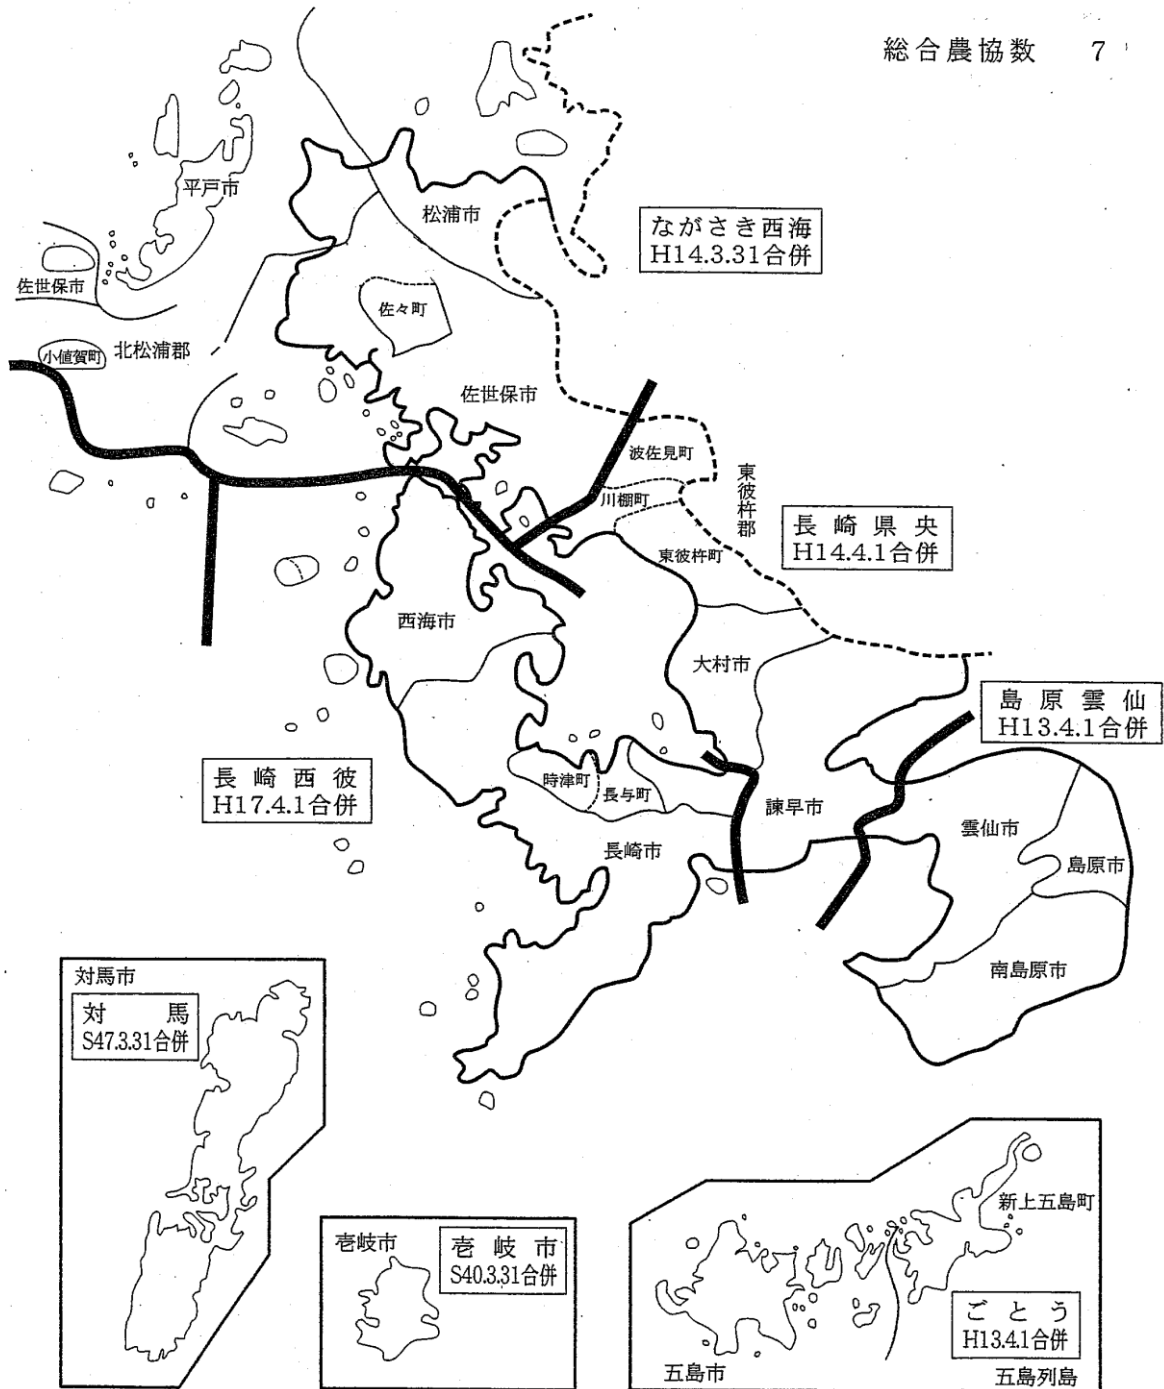 総合農協数 7
平戸市
松浦市
ながさき西海
H14.3.31合併
佐世保市
佐々町
小値賀町
北松浦郡
佐世保市
波佐見町
東彼杵郡
川棚町
長崎県央
H14.4.1合併
東彼杵町
西海市
大村市
島原雲仙
H13.4.1合併
長崎西彼
H17.4.1合併
時津町
長与町
諫早市
雲仙市
長崎市
島原市
南島原市
対馬市
対馬
S47.3.31合併
壱岐市
壱岐市
S40.3.31合併
新上五島町
ごとう
H13.4.1合併
五島市
五島列島